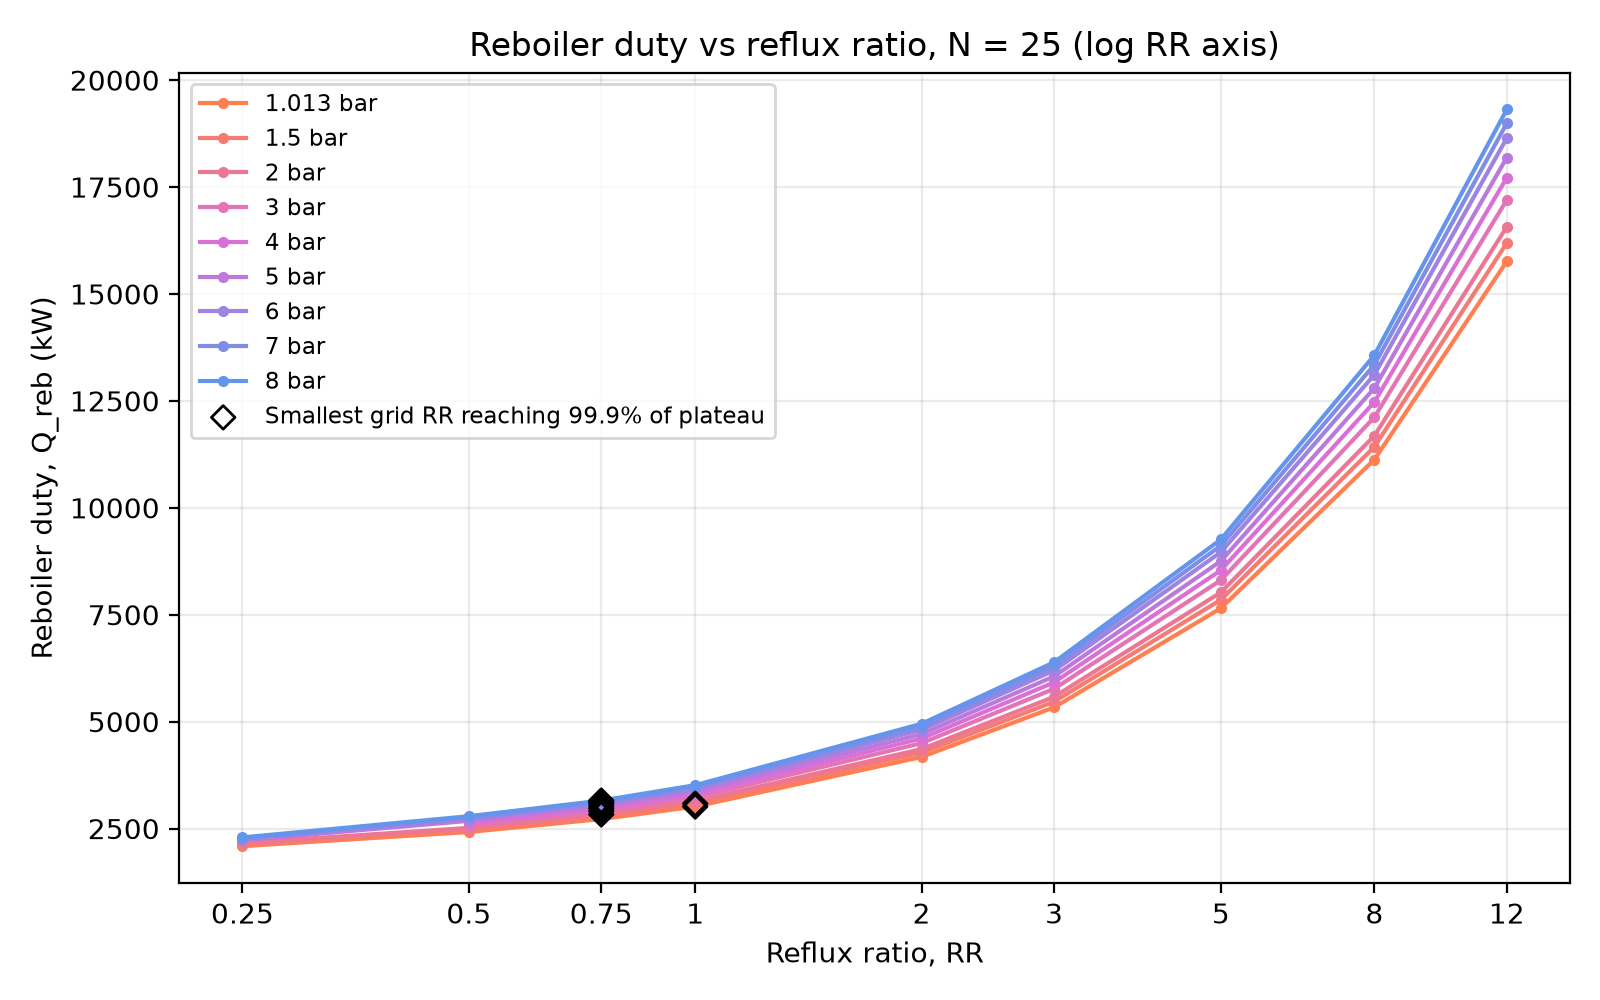 Reboiler duty vs reflux ratio, N = 25 (log RR axis)
20000
17500
15000
12500
10000
7500
5000
2500
Reboiler duty, Q_reb (kW)
1.013 bar
1.5 bar
2 bar
3 bar
4 bar
5 bar
6 bar
7 bar
8 bar
Smallest grid RR reaching 99.9% of plateau
0.25 0.5 0.75 1 2 3 5 8 12
Reflux ratio, RR